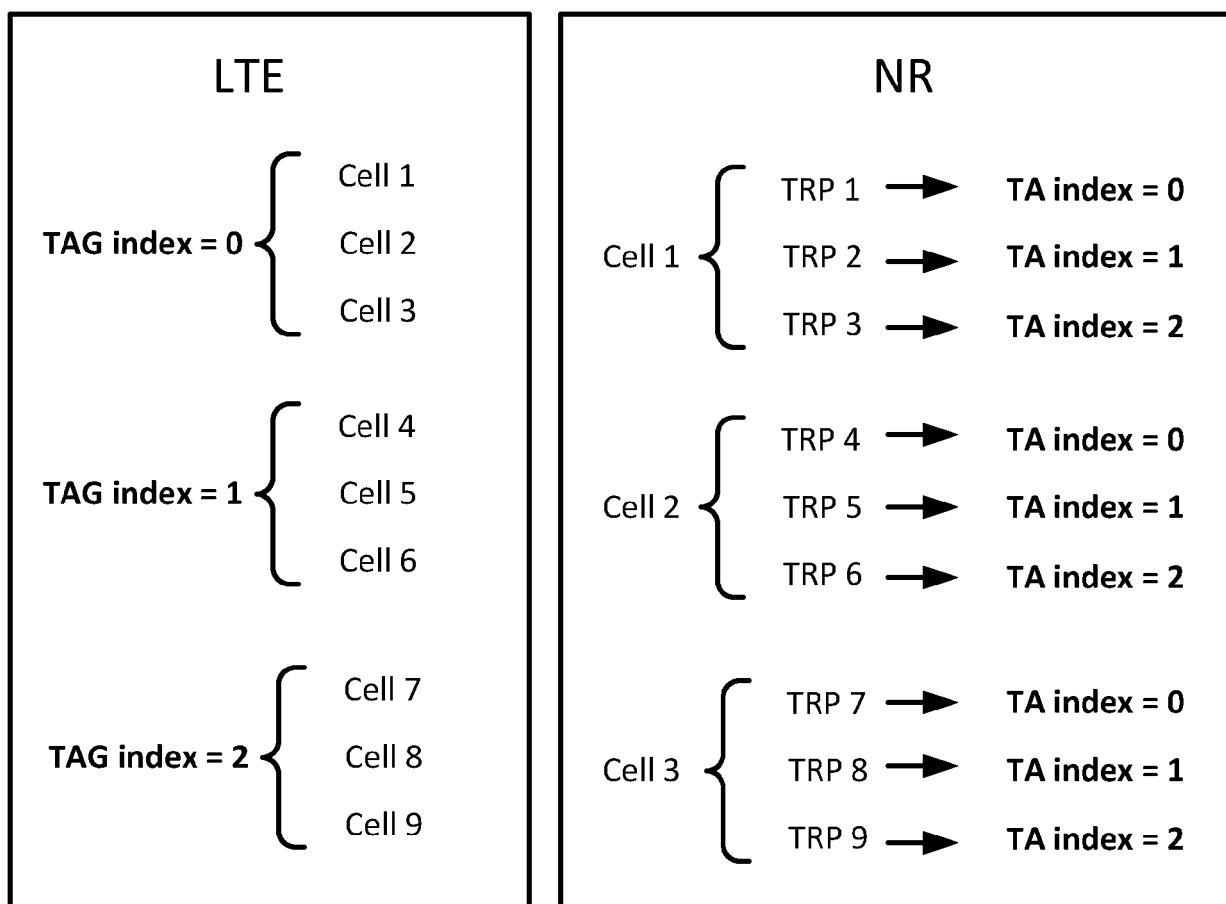 LTE
Cell 1
TAG index = 0
Cell 2
Cell 3
Cell 4
TAG index = 1
Cell 5
Cell 6
Cell 7
TAG index = 2
Cell 8
Cell 9
NR
TRP 1 TA index = 0
Cell 1 TRP 2 TA index = 1
TRP 3 TA index = 2
TRP 4 TA index = 0
Cell 2 TRP 5 TA index = 1
TRP 6 TA index = 2
TRP 7 TA index = 0
Cell 3 TRP 8 TA index = 1
TRP 9 TA index = 2